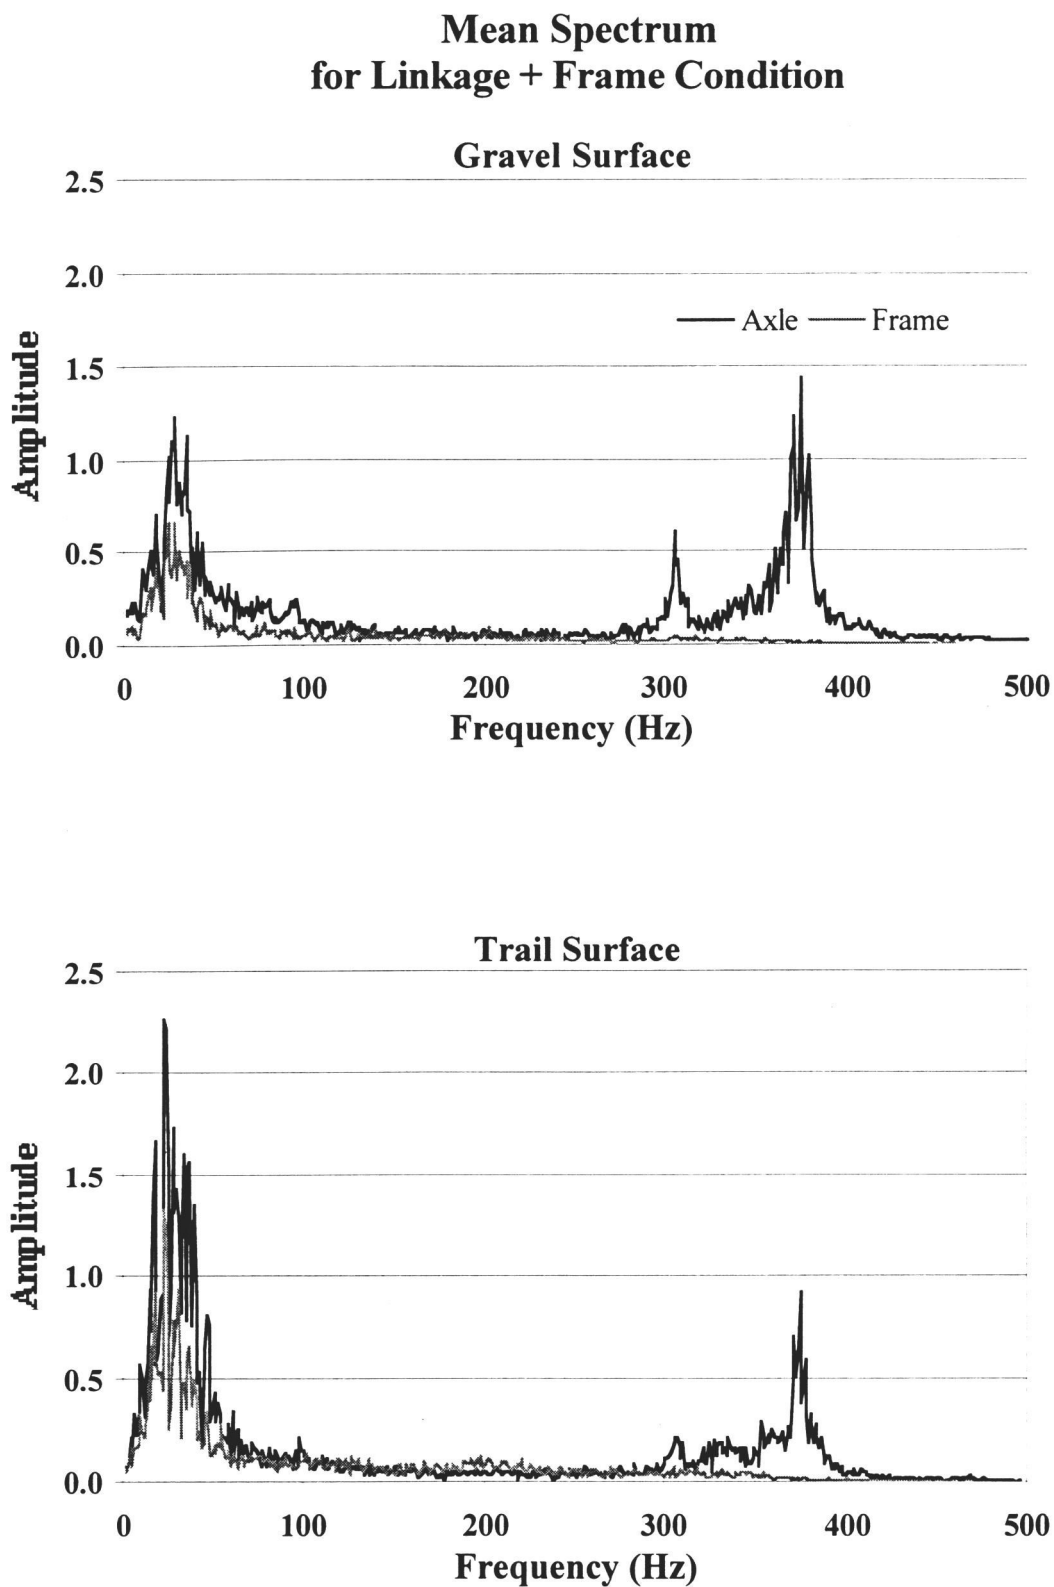 Mean Spectrum
for Linkage + Frame Condition
Gravel Surface
2.5
2.0
Axle Frame
1.5
Amplitude
1.0
0.5
0.0
0 100 200 300 400 500
Frequency (Hz)
Trail Surface
2.5
2.0
1.5
Amplitude
1.0
0.5
0.0
0 100 200 300 400 500
Frequency (Hz)